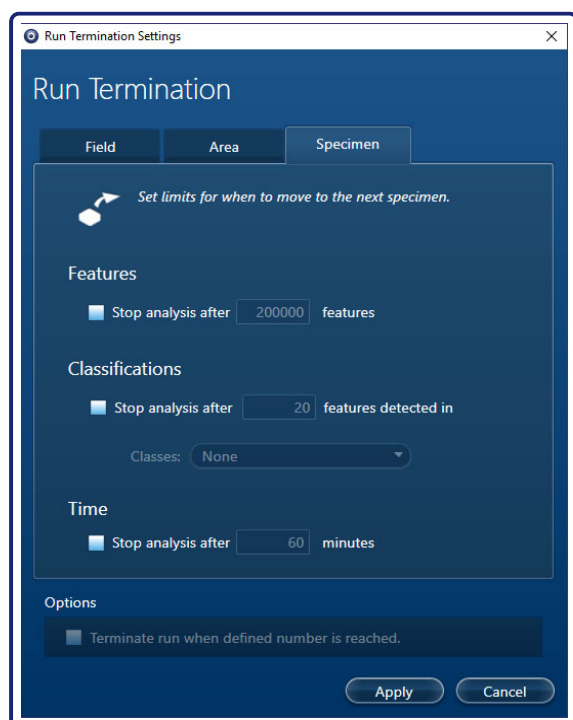 Run Termination Settings
Run Termination
Field Area Specimen
Set limits for when to move to the next specimen.
Features
Stop analysis after 200000 features
Classifications
Stop analysis after 20 features detected in
Classes: None
Time
Stop analysis after 60 minutes
Options
Terminate run when defined number is reached.
Apply Cancel